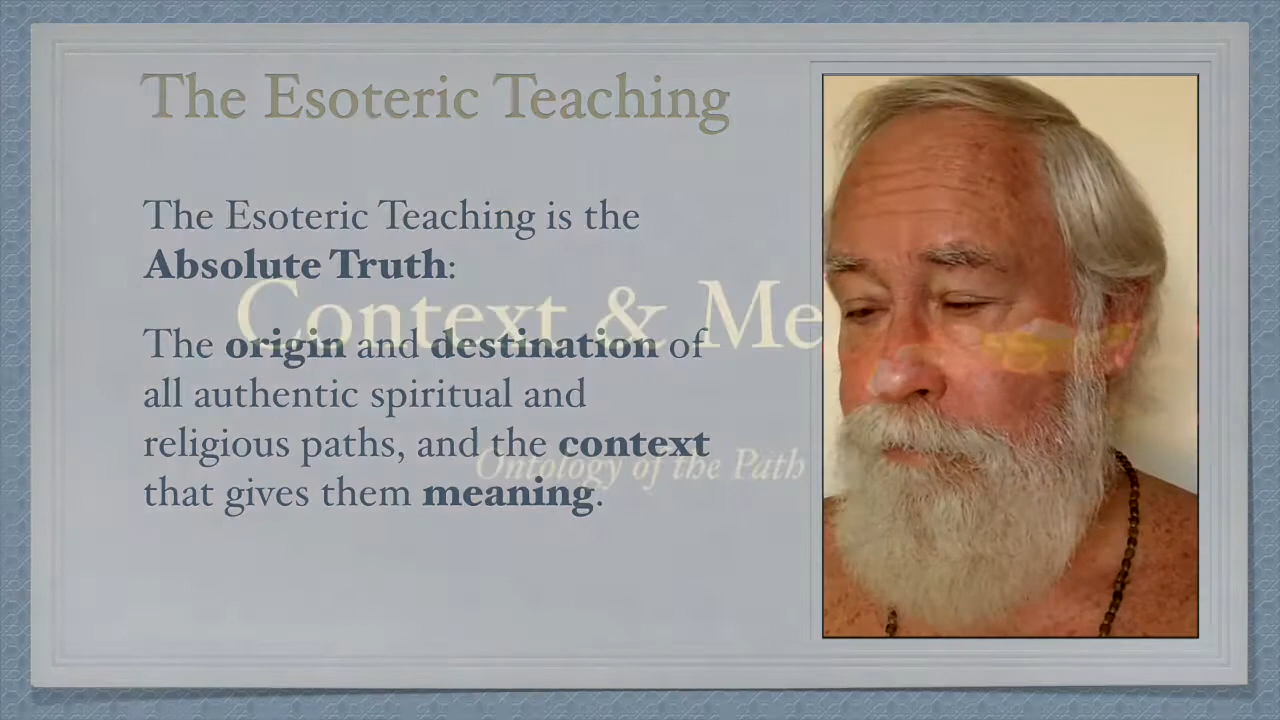 The Esoteric Teaching
The Esoteric Teaching is the
Absolute Truth:
Context & Me
The origin and destination of
all authentic spiritual and
religious paths, and the context
Ontology of the Path
that gives them meaning.